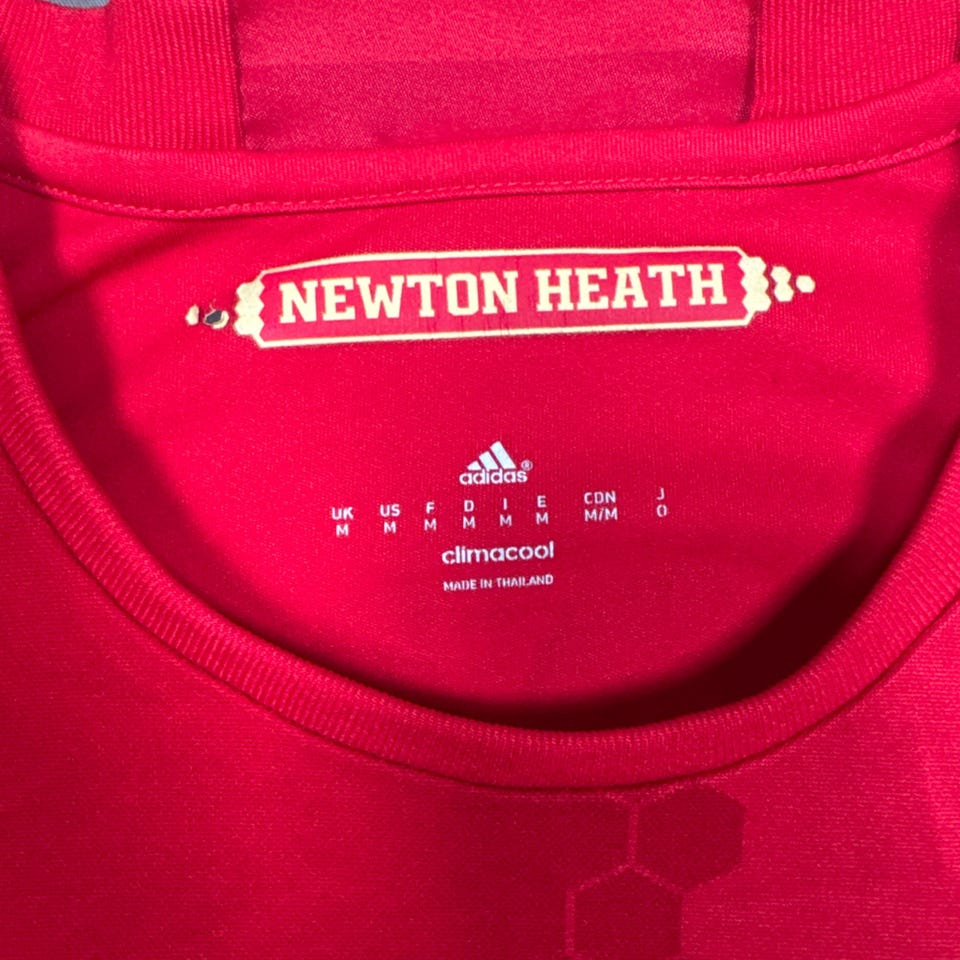 NEWTON HEATH
adidas®
UK US F D I E CDN J
M M M M M M M/M O
climacool
MADE IN THAILAND